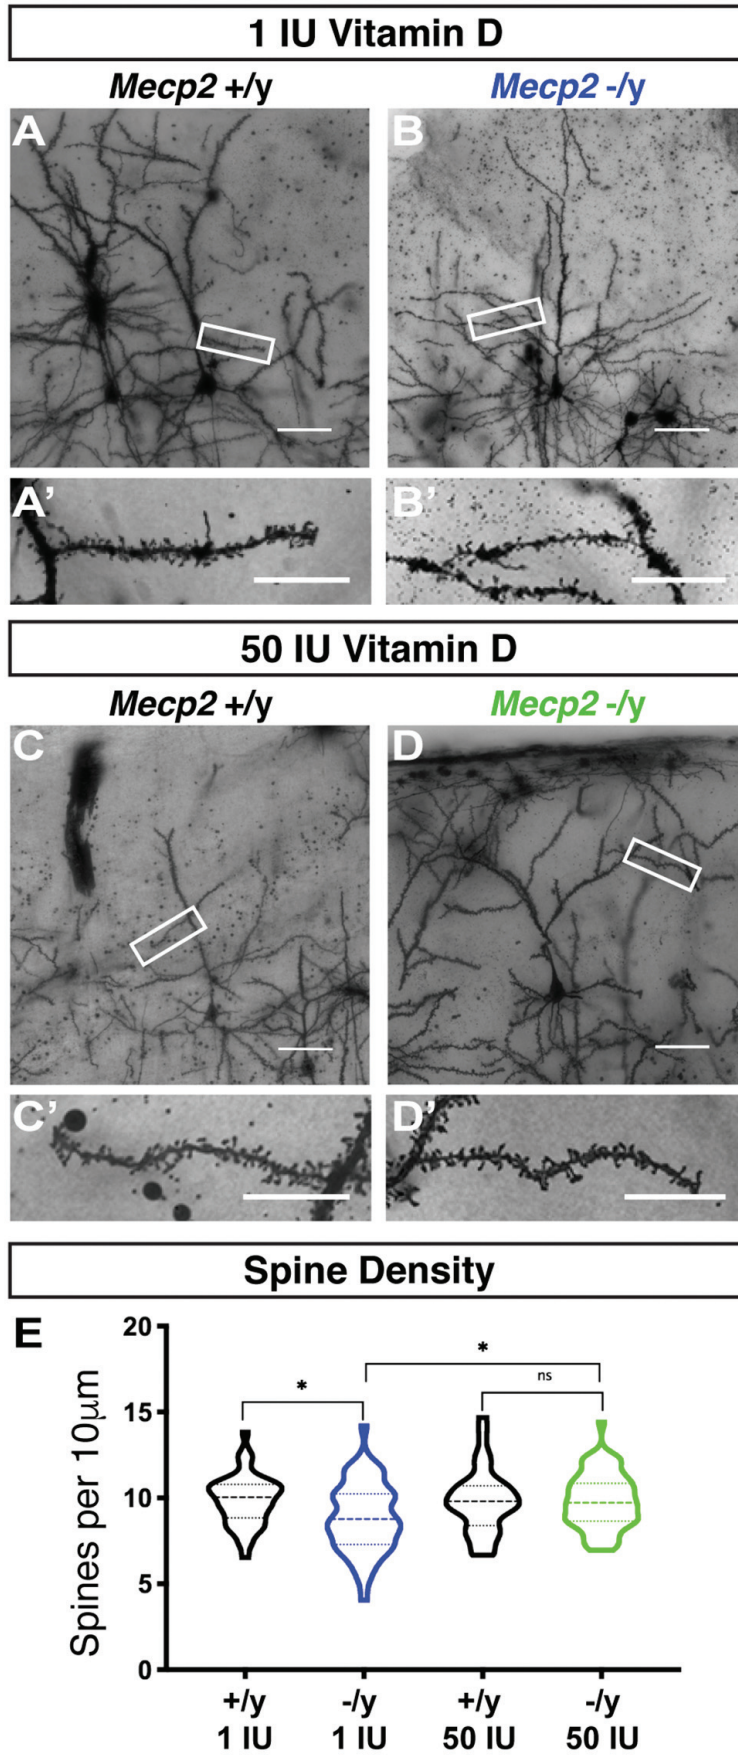 1 IU Vitamin D
Mecp2 +/y
Mecp2 -/y
A
B
A’
B’
50 IU Vitamin D
Mecp2 +/y
Mecp2 -/y
C
D
C’
D’
Spine Density
E
Spines per 10μm
20
15
10
5
0
*
*
ns
+/y
1 IU
-/y
1 IU
+/y
50 IU
-/y
50 IU